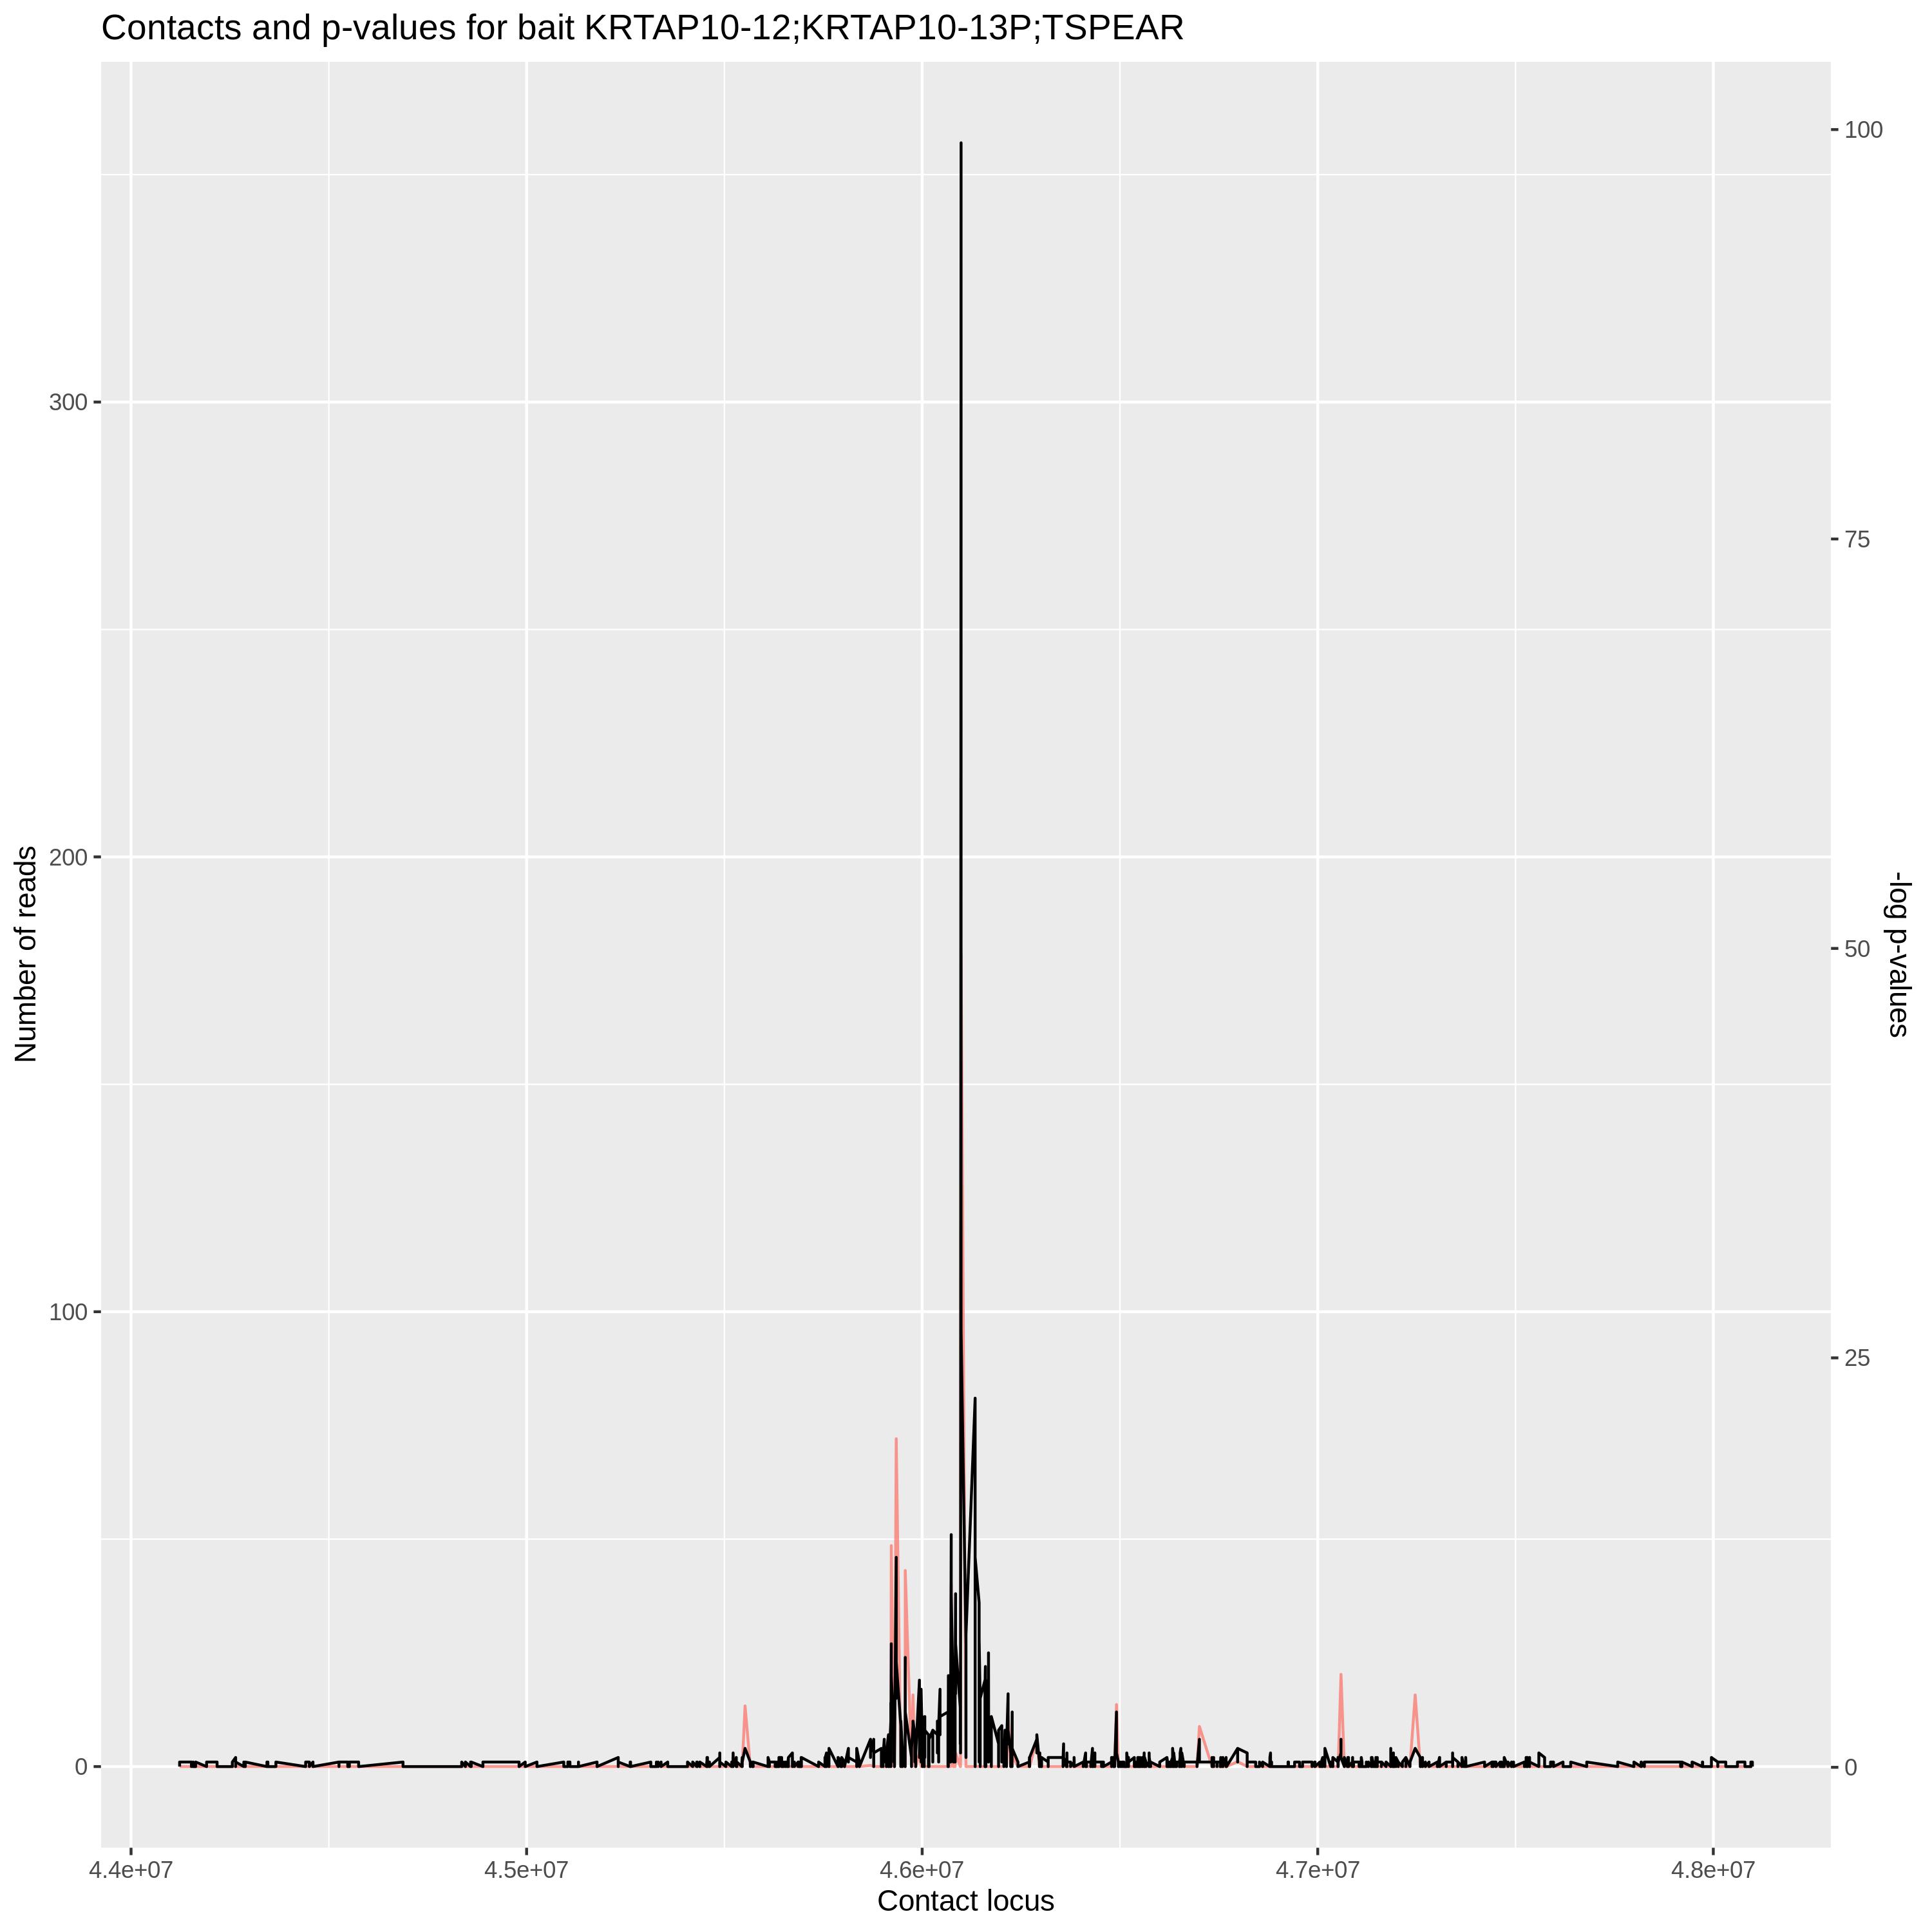 Contacts and p-values for bait KRTAP10-12;KRTAP10-13P;TSPEAR
Number of reads
300
200
100
0
100
75
50
25
0
-log p-values
4.4e+07
4.5e+07
4.6e+07
4.7e+07
4.8e+07
Contact locus